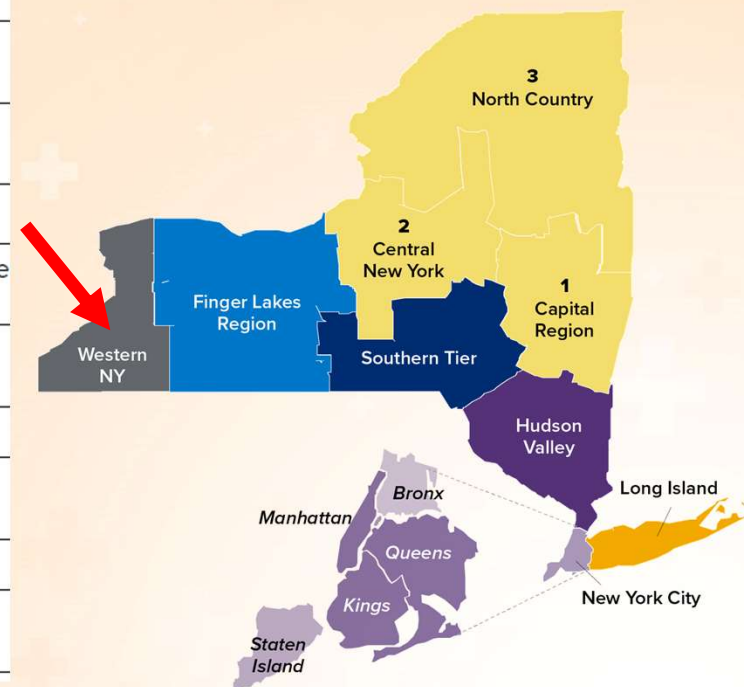 3
North Country
2
Central
New York
1
Capital
Region
e
Finger Lakes
Region
Western
NY
Southern Tier
Hudson
Valley
Long Island
New York City
Bronx
Manhattan
Queens
Kings
Staten
Island